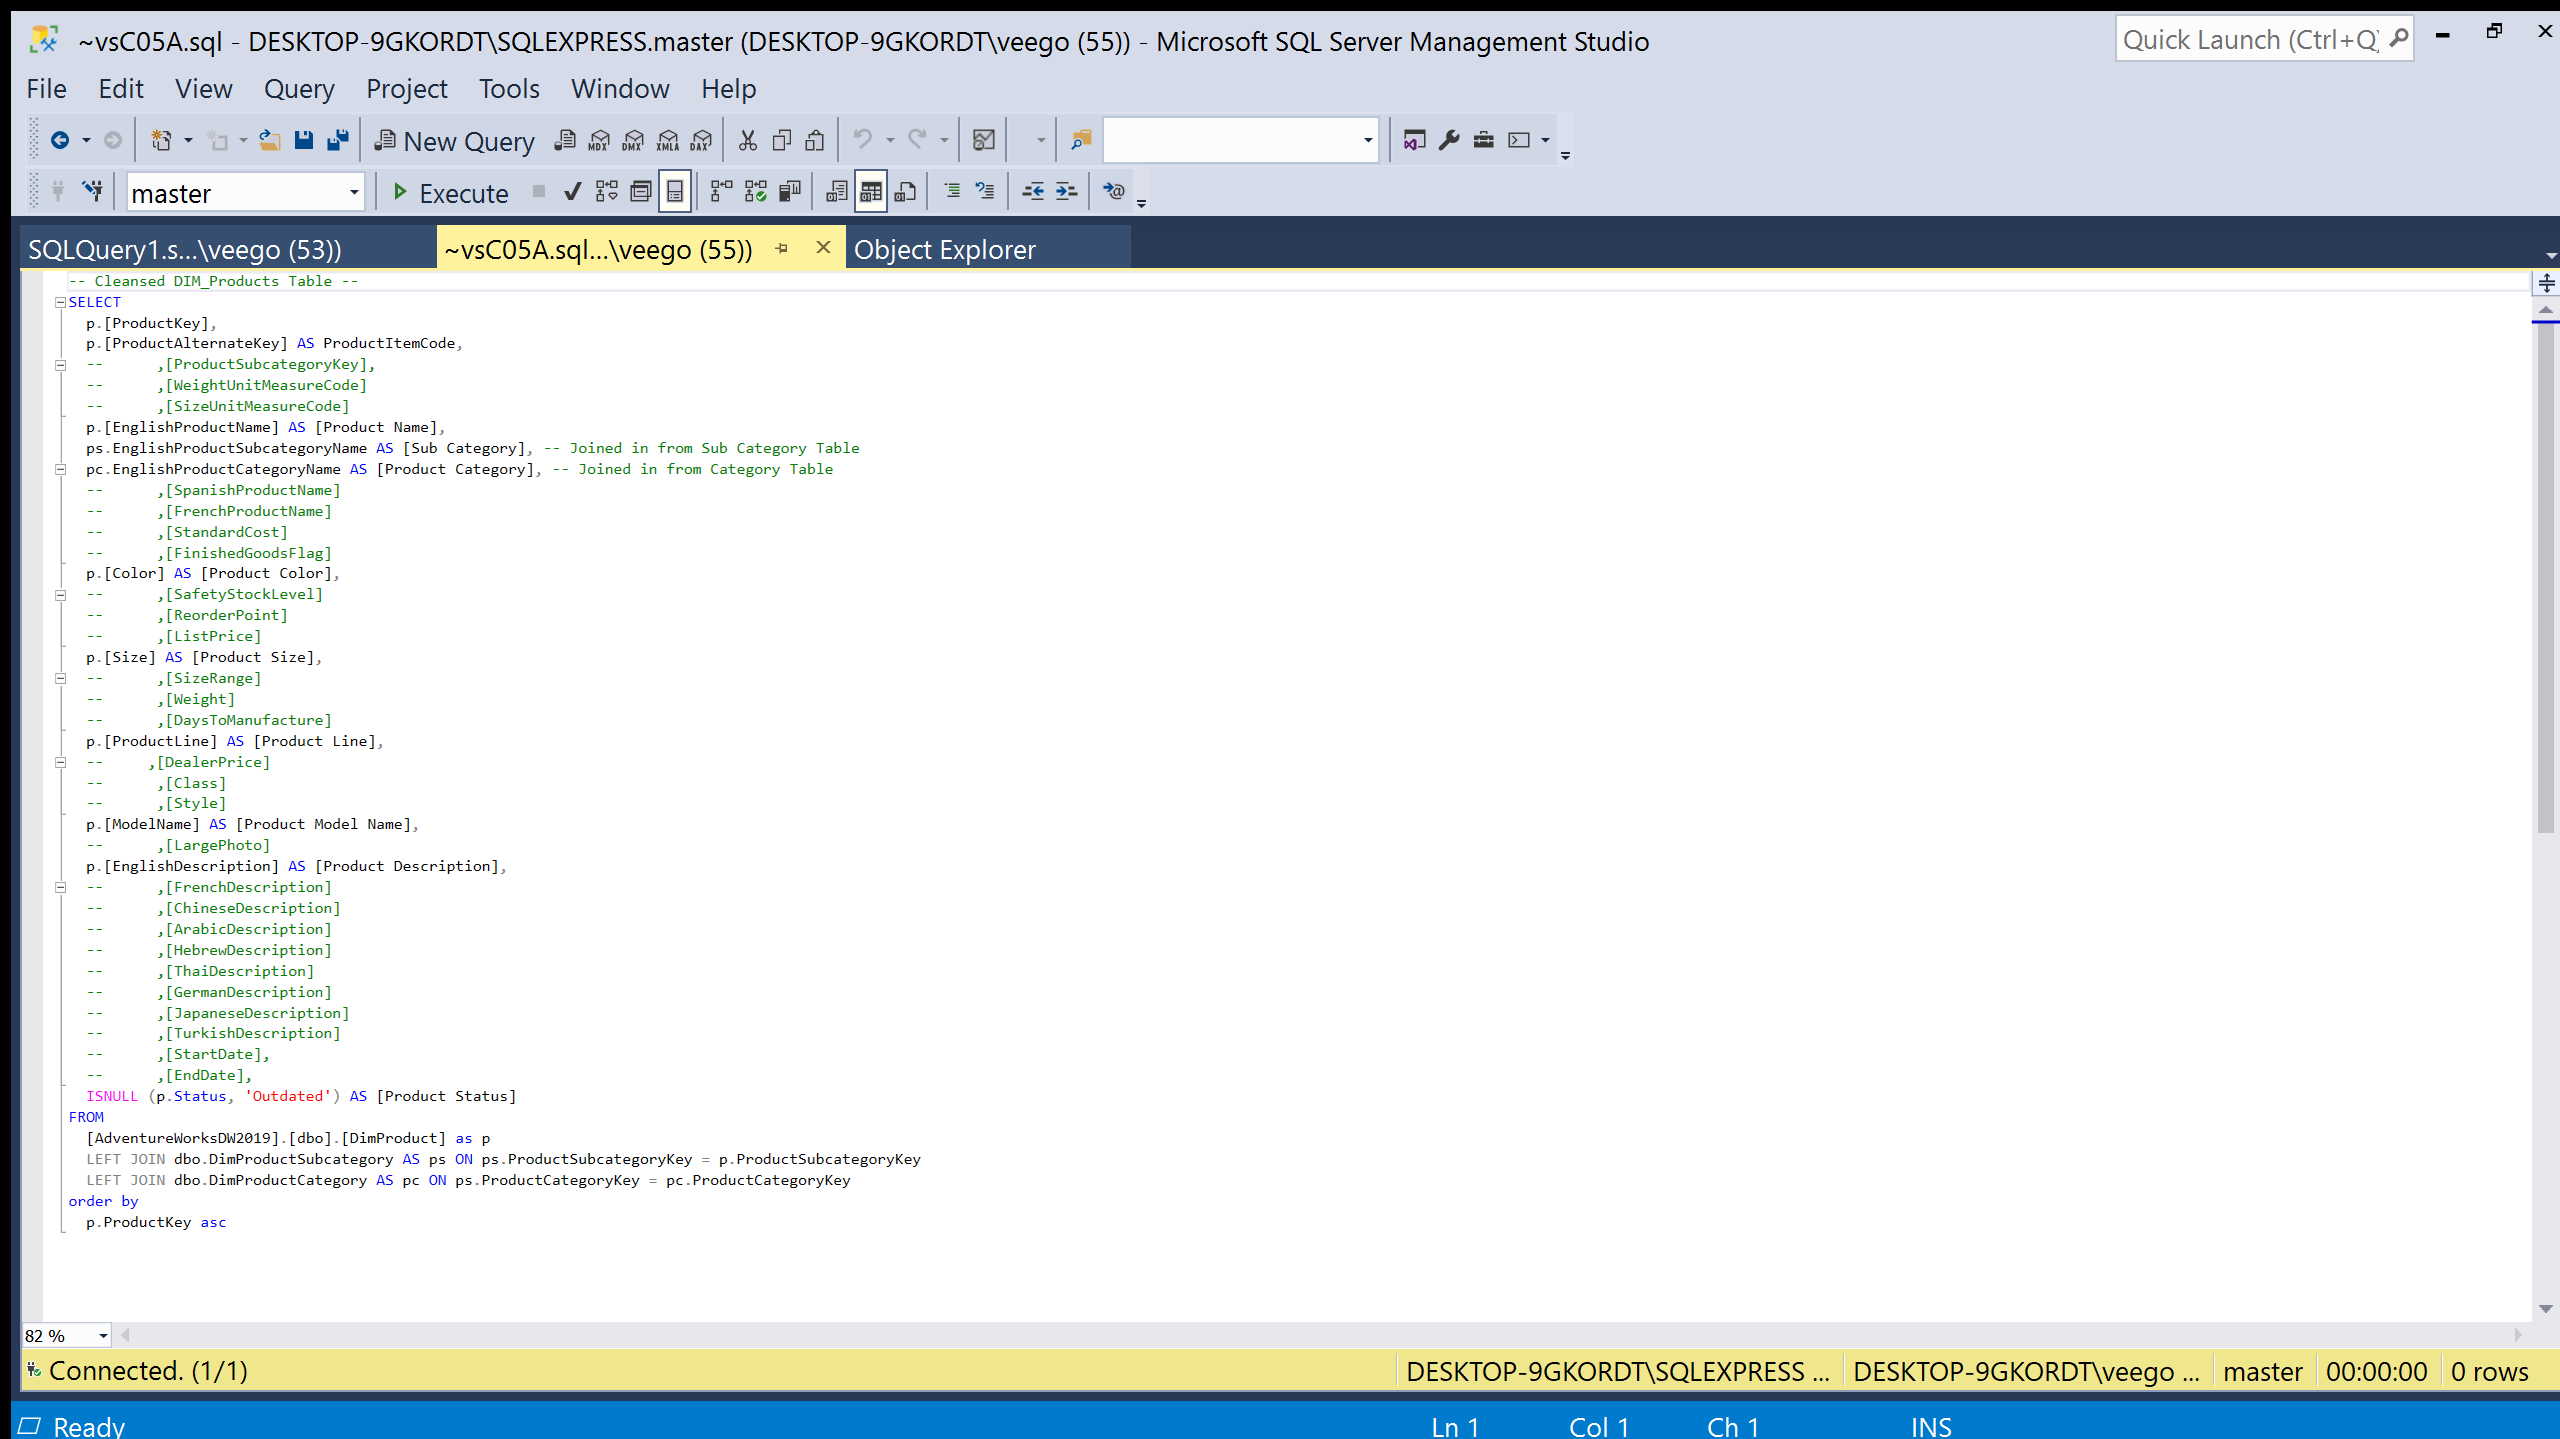 ~vsC05A.sql - DESKTOP-9GKORDT\SQLEXPRESS.master (DESKTOP-9GKORDT\veego (55)) - Microsoft SQL Server Management Studio
Quick Launch (Ctrl+Q)
File Edit View Query Project Tools Window Help
New Query MDX DMX XMLA DAX
master Execute
SQLQuery1.s...\veego (53)) ~vsC05A.sql...\veego (55)) Object Explorer
-- Cleansed DIM_Products Table --
SELECT
p.[ProductKey],
p.[ProductAlternateKey] AS ProductItemCode,
-- ,[ProductSubcategoryKey],
-- ,[WeightUnitMeasureCode]
-- ,[SizeUnitMeasureCode]
p.[EnglishProductName] AS [Product Name],
ps.EnglishProductSubcategoryName AS [Sub Category], -- Joined in from Sub Category Table
pc.EnglishProductCategoryName AS [Product Category], -- Joined in from Category Table
-- ,[SpanishProductName]
-- ,[FrenchProductName]
-- ,[StandardCost]
-- ,[FinishedGoodsFlag]
p.[Color] AS [Product Color],
-- ,[SafetyStockLevel]
-- ,[ReorderPoint]
-- ,[ListPrice]
p.[Size] AS [Product Size],
-- ,[SizeRange]
-- ,[Weight]
-- ,[DaysToManufacture]
p.[ProductLine] AS [Product Line],
-- ,[DealerPrice]
-- ,[Class]
-- ,[Style]
p.[ModelName] AS [Product Model Name],
-- ,[LargePhoto]
p.[EnglishDescription] AS [Product Description],
-- ,[FrenchDescription]
-- ,[ChineseDescription]
-- ,[ArabicDescription]
-- ,[HebrewDescription]
-- ,[ThaiDescription]
-- ,[GermanDescription]
-- ,[JapaneseDescription]
-- ,[TurkishDescription]
-- ,[StartDate],
-- ,[EndDate],
ISNULL (p.Status, 'Outdated') AS [Product Status]
FROM
[AdventureWorksDW2019].[dbo].[DimProduct] as p
LEFT JOIN dbo.DimProductSubcategory AS ps ON ps.ProductSubcategoryKey = p.ProductSubcategoryKey
LEFT JOIN dbo.DimProductCategory AS pc ON ps.ProductCategoryKey = pc.ProductCategoryKey
order by
p.ProductKey asc
82 %
Connected. (1/1) DESKTOP-9GKORDT\SQLEXPRESS ... DESKTOP-9GKORDT\veego ... master 00:00:00 0 rows
Ready Ln 1 Col 1 Ch 1 INS